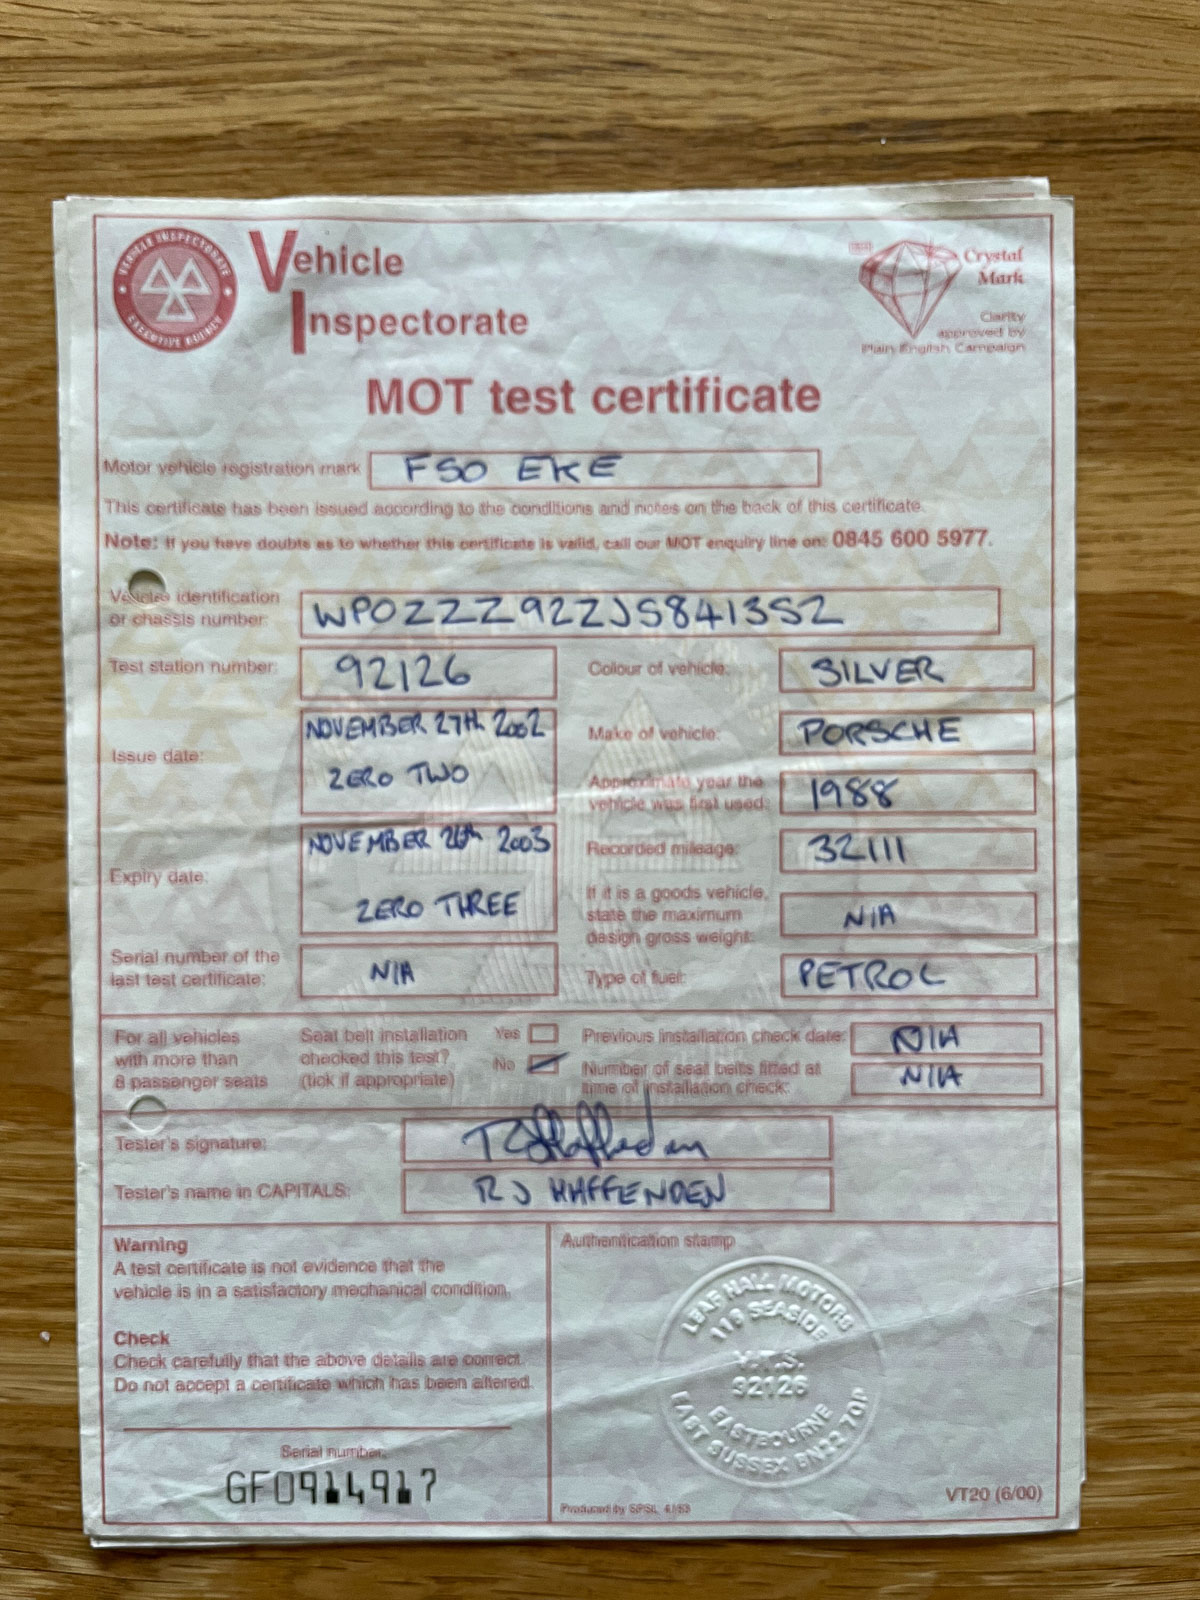 VEHICLE INSPECTORATE
EXECUTIVE AGENCY
Vehicle
Inspectorate
Crystal
Mark
Clarity
approved by
Plain English Campaign
MOT test certificate
Motor vehicle registration mark F50 EKE
This certificate has been issued according to the conditions and notes on the back of this certificate.
Note: If you have doubts as to whether this certificate is valid, call our MOT enquiry line on: 0845 600 5977.
Vehicle identification
or chassis number: WP0ZZZ92ZJS841352
Test station number: 92126
Colour of vehicle: SILVER
Issue date: NOVEMBER 27TH 2002
ZERO TWO
Make of vehicle: PORSCHE
Approximate year the
vehicle was first used: 1988
Expiry date: NOVEMBER 26th 2003
ZERO THREE
Recorded mileage: 32111
If it is a goods vehicle,
state the maximum
design gross weight: N/A
Serial number of the
last test certificate: N/A
Type of fuel: PETROL
For all vehicles
with more than
8 passenger seats
Seat belt installation
checked this test?
(tick if appropriate)
Yes
No
Previous installation check date: N/A
Number of seat belts fitted at
time of installation check: N/A
Tester's signature:
Tester's name in CAPITALS: R J HAFFENDEN
Warning
A test certificate is not evidence that the
vehicle is in a satisfactory mechanical condition.
Check
Check carefully that the above details are correct.
Do not accept a certificate which has been altered.
Serial number:
GF0914917
Authentication stamp
LEAF HALL MOTORS
119 SEASIDE
V.T.S.
92126
EASTBOURNE
EAST SUSSEX BN22 7QP
Produced by SPSL
VT20 (6/00)